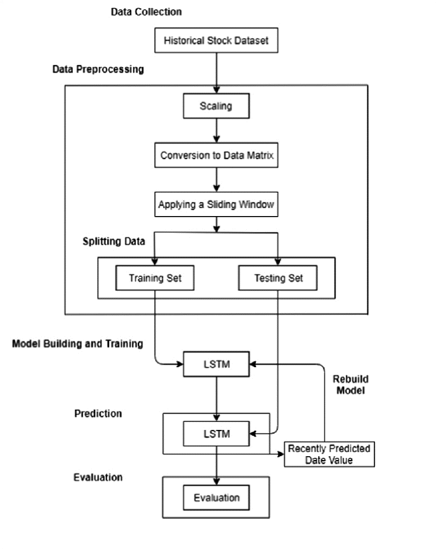 Data Collection
Historical Stock Dataset
Data Preprocessing
Scaling
Conversion to Data Matrix
Applying a Sliding Window
Splitting Data
Training Set
Testing Set
Model Building and Training
LSTM
Rebuild
Model
Prediction
LSTM
Recently Predicted
Date Value
Evaluation
Evaluation